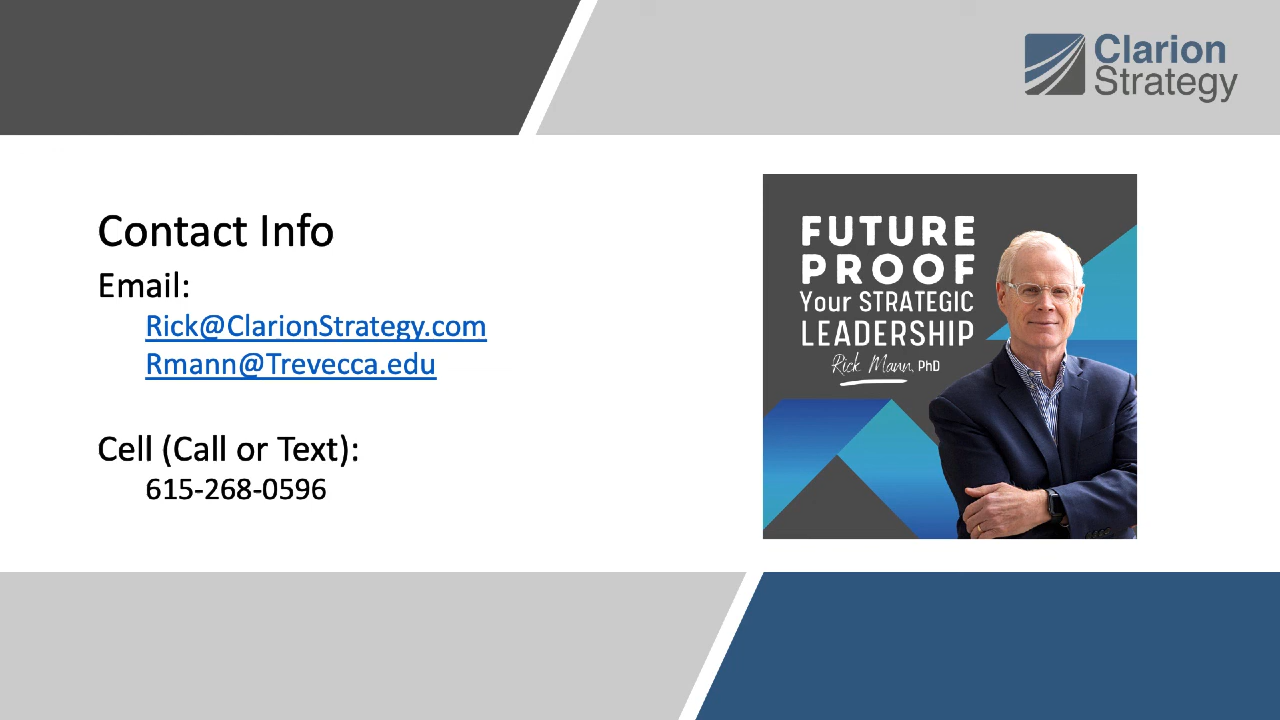 Clarion
Strategy
Contact Info
Email:
Rick@ClarionStrategy.com
Rmann@Trevecca.edu
Cell (Call or Text):
615-268-0596
FUTURE
PROOF
Your STRATEGIC
LEADERSHIP
Rick Mann, PhD